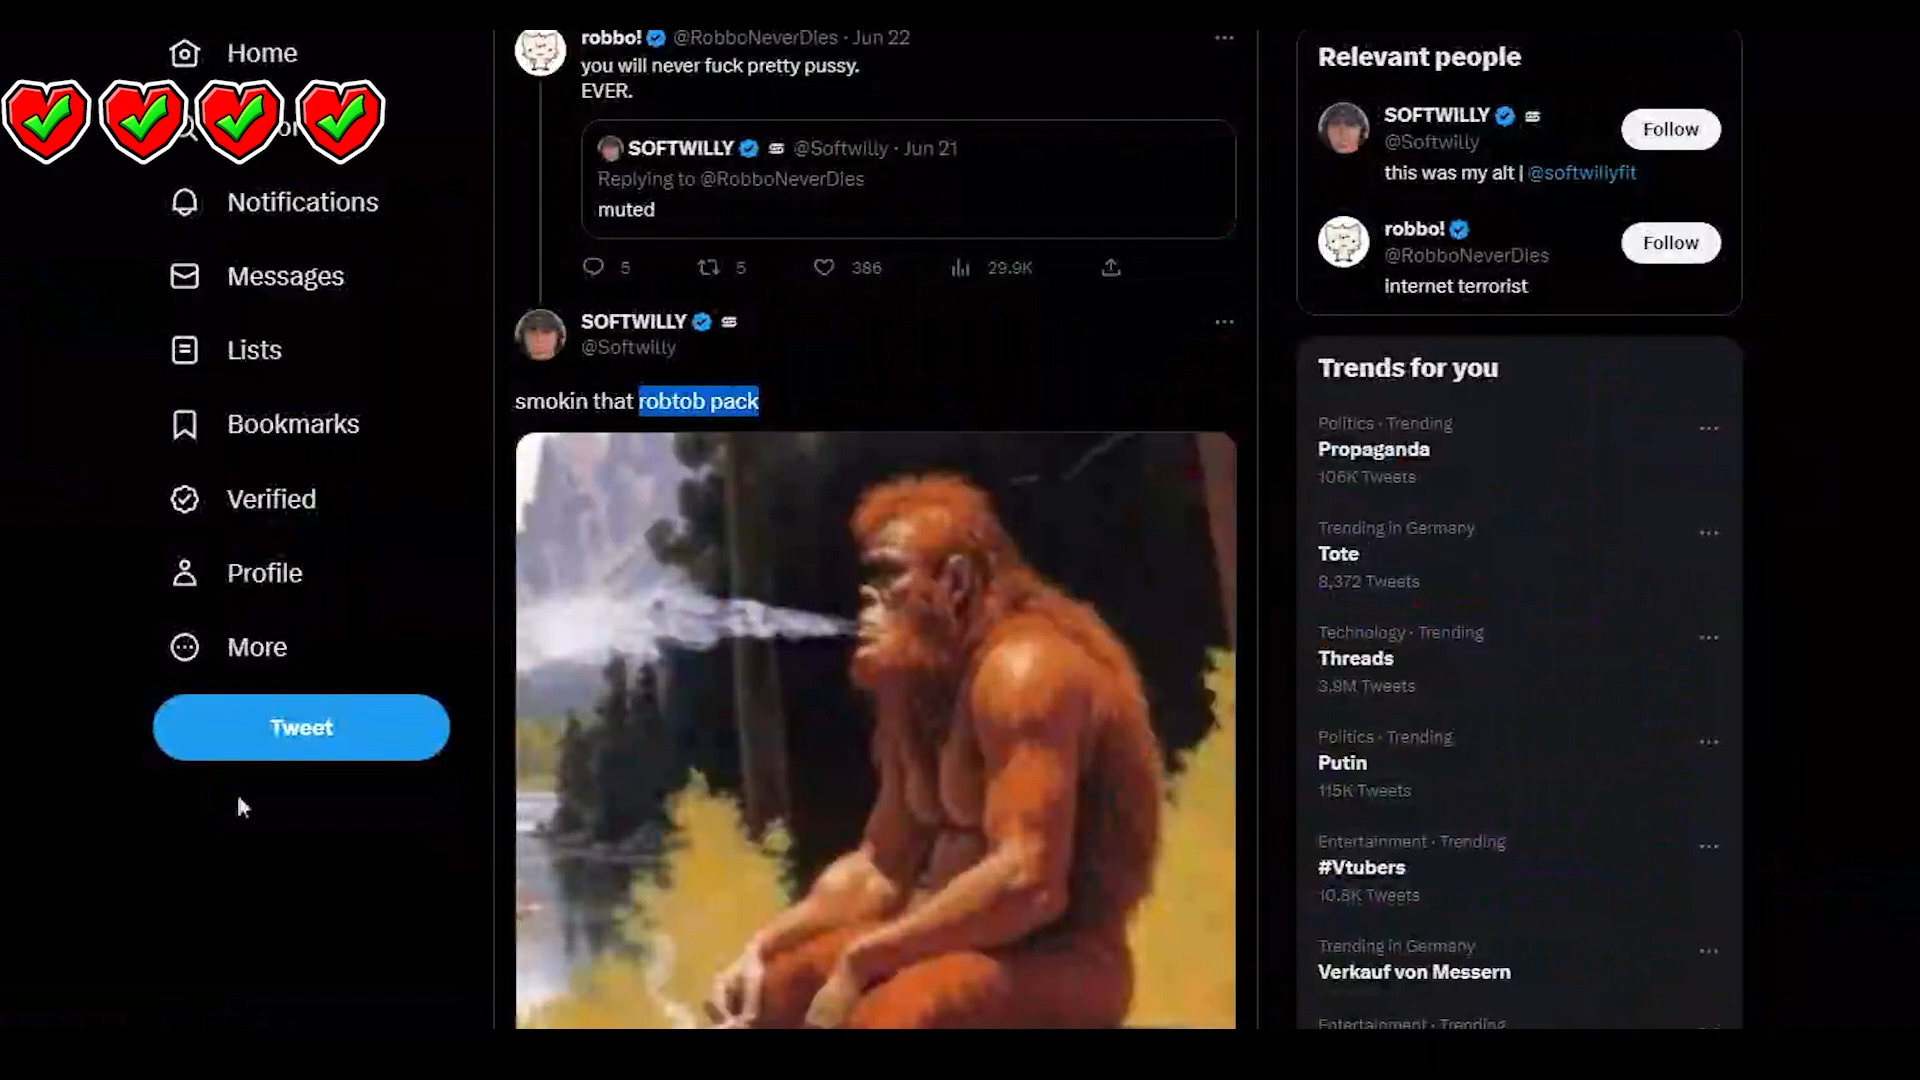 Home
Notifications
Messages
Lists
Bookmarks
Verified
Profile
More
Tweet
robbo! @RobboNeverDies · Jun 22
you will never fuck pretty pussy.
EVER.
SOFTWILLY @Softwilly · Jun 21
Replying to @RobboNeverDies
muted
5
5
386
29.9K
SOFTWILLY
@Softwilly
smokin that robtob pack
Relevant people
SOFTWILLY
@Softwilly
Follow
this was my alt | @softwillyfit
robbo!
@RobboNeverDies
Follow
internet terrorist
Trends for you
Politics · Trending
Propaganda
106K Tweets
Trending in Germany
Tote
8,372 Tweets
Technology · Trending
Threads
3.9M Tweets
Politics · Trending
Putin
115K Tweets
Entertainment · Trending
#Vtubers
10.8K Tweets
Trending in Germany
Verkauf von Messern
Entertainment · Trending